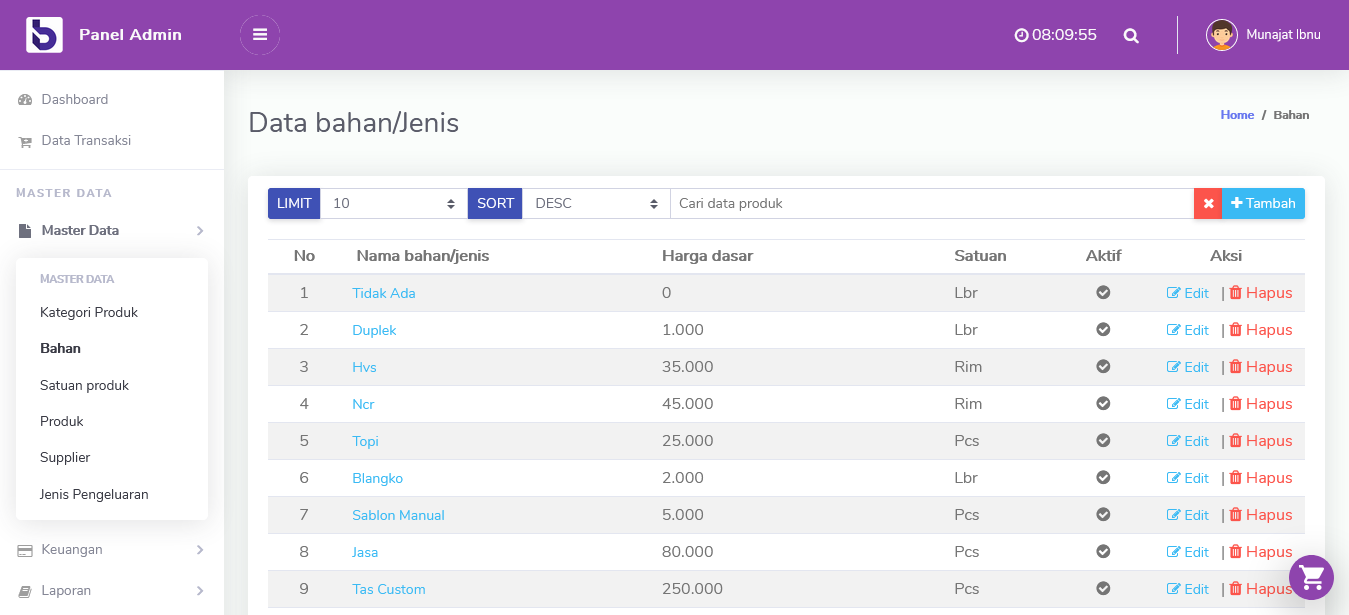 Panel Admin
08:09:55
Munajat Ibnu
Dashboard
Data Transaksi
MASTER DATA
Master Data
MASTER DATA
Kategori Produk
Bahan
Satuan produk
Produk
Supplier
Jenis Pengeluaran
Keuangan
Laporan
Data bahan/Jenis
Home / Bahan
LIMIT 10 SORT DESC Cari data produk Tambah
No Nama bahan/jenis Harga dasar Satuan Aktif Aksi
1 Tidak Ada 0 Lbr Edit | Hapus
2 Duplek 1.000 Lbr Edit | Hapus
3 Hvs 35.000 Rim Edit | Hapus
4 Ncr 45.000 Rim Edit | Hapus
5 Topi 25.000 Pcs Edit | Hapus
6 Blangko 2.000 Lbr Edit | Hapus
7 Sablon Manual 5.000 Pcs Edit | Hapus
8 Jasa 80.000 Pcs Edit | Hapus
9 Tas Custom 250.000 Pcs Edit | Hapus